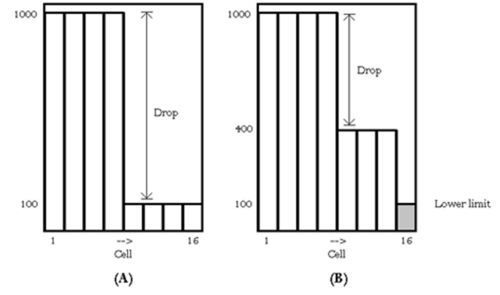 1000
Drop
100
1 --> 16
Cell
(A)
1000
Drop
400
100
Lower limit
1 --> 16
Cell
(B)